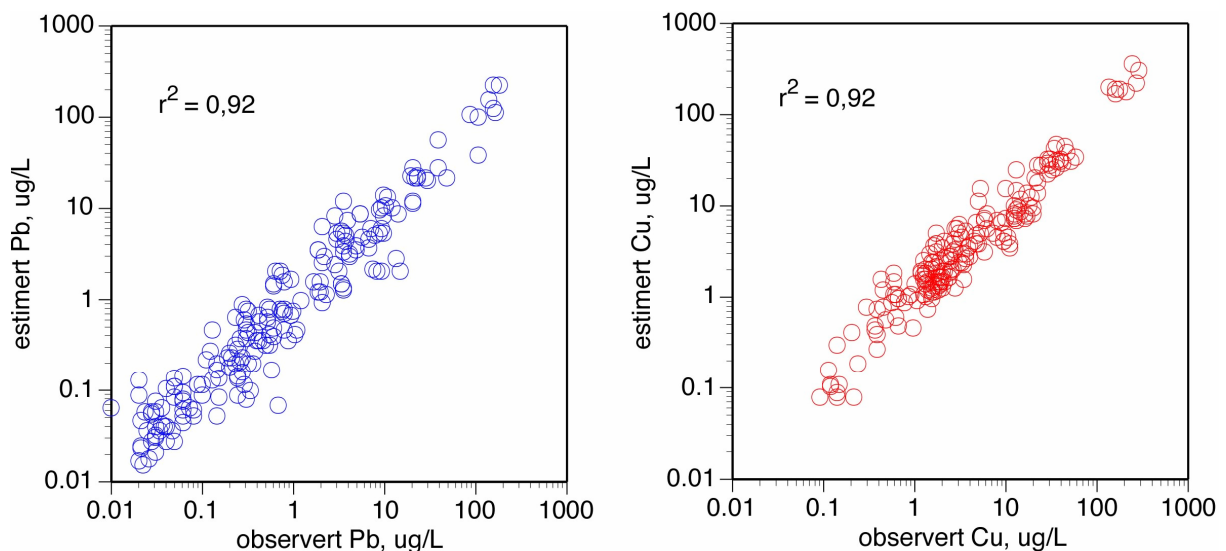 1000
100
10
1
0.1
0.01
estimert Pb, ug/L
r² = 0,92
0.01 0.1 1 10 100 1000
observert Pb, ug/L
1000
100
10
1
0.1
0.01
estimert Cu, ug/L
r² = 0,92
0.01 0.1 1 10 100 1000
observert Cu, ug/L